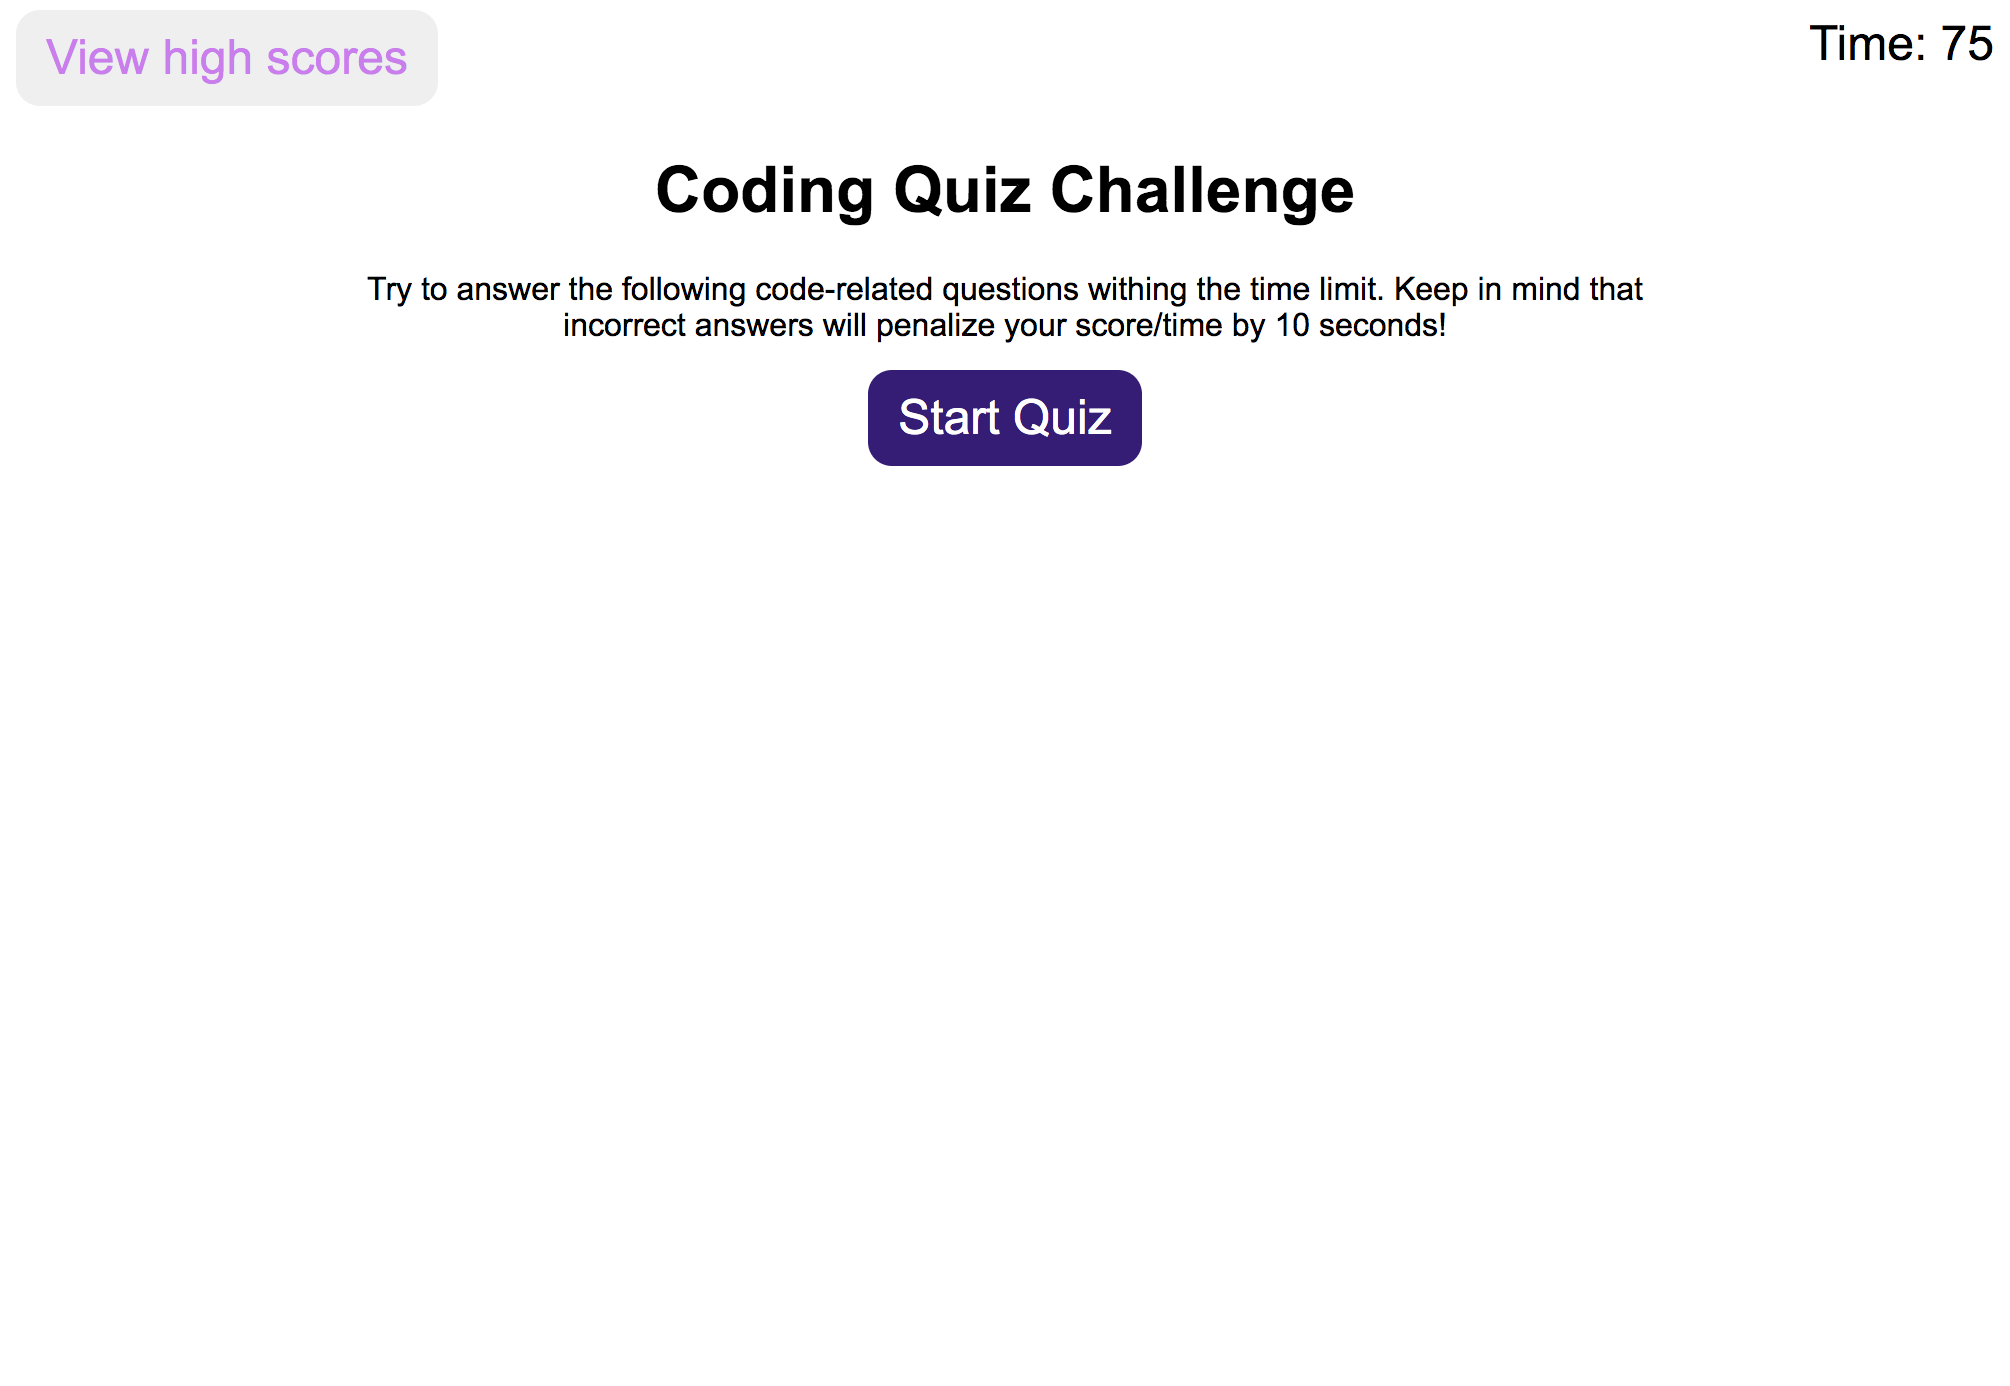 View high scores
Time: 75
Coding Quiz Challenge
Try to answer the following code-related questions withing the time limit. Keep in mind that
incorrect answers will penalize your score/time by 10 seconds!
Start Quiz